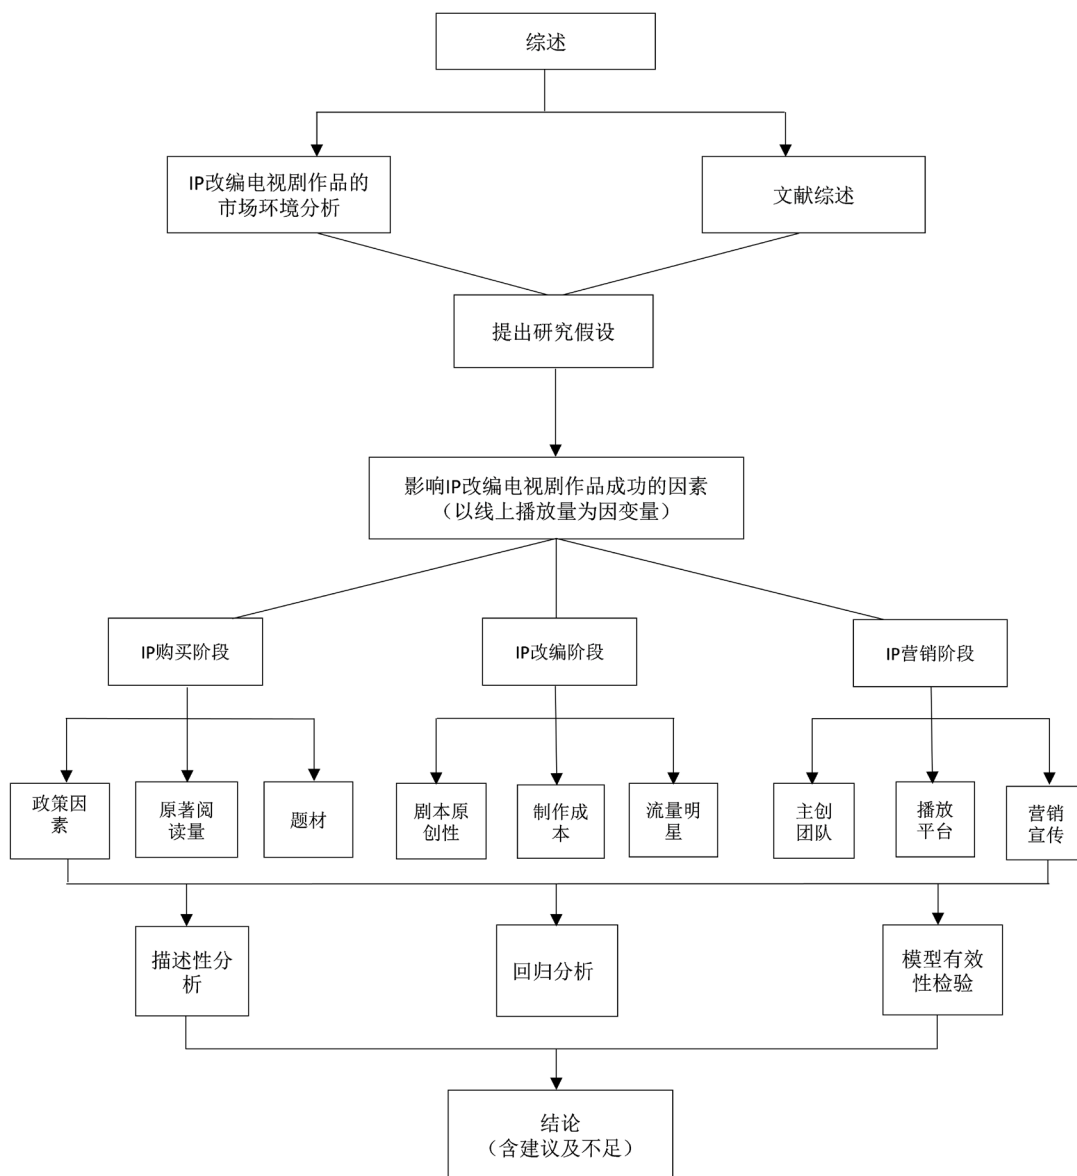 综述
IP改编电视剧作品的
市场环境分析
文献综述
提出研究假设
影响IP改编电视剧作品成功的因素
（以线上播放量为因变量）
IP购买阶段
IP改编阶段
IP营销阶段
政策因
素
原著阅
读量
题材
剧本原
创性
制作成
本
流量明
星
主创
团队
播放
平台
营销
宣传
描述性分
析
回归分析
模型有效
性检验
结论
（含建议及不足）